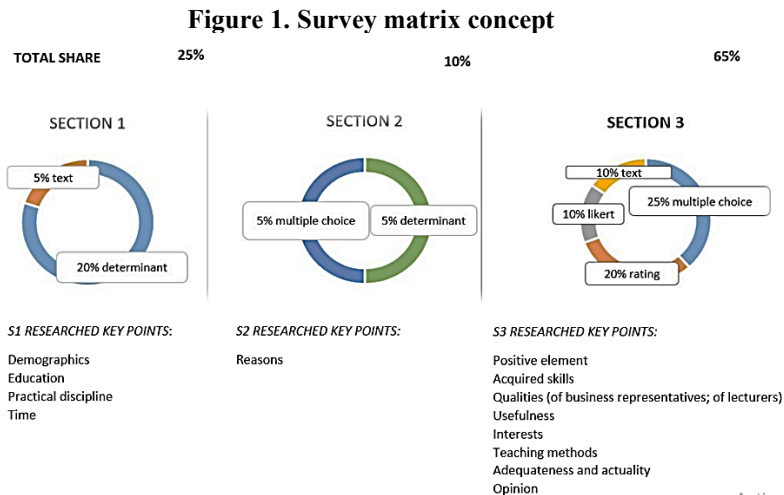 Figure 1. Survey matrix concept
TOTAL SHARE 25% 10% 65%
SECTION 1
5% text
20% determinant
SECTION 2
5% multiple choice 5% determinant
SECTION 3
10% text
25% multiple choice
10% likert
20% rating
S1 RESEARCHED KEY POINTS:
Demographics
Education
Practical discipline
Time
S2 RESEARCHED KEY POINTS:
Reasons
S3 RESEARCHED KEY POINTS:
Positive element
Acquired skills
Qualities (of business representatives; of lecturers)
Usefulness
Interests
Teaching methods
Adequateness and actuality
Opinion